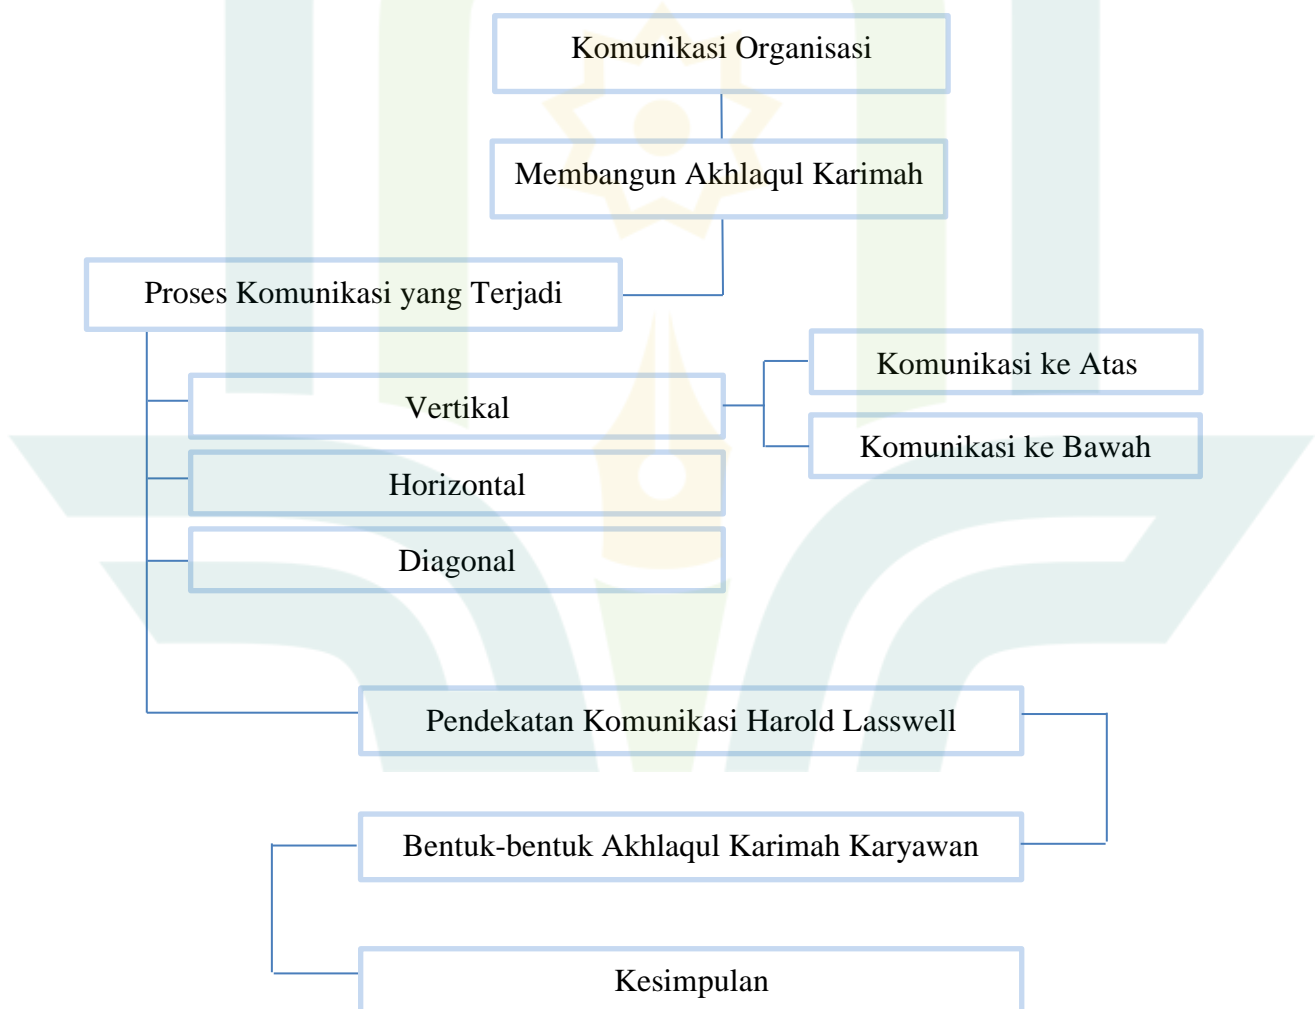 Komunikasi Organisasi
Membangun Akhlaqul Karimah
Proses Komunikasi yang Terjadi
Vertikal
Komunikasi ke Atas
Komunikasi ke Bawah
Horizontal
Diagonal
Pendekatan Komunikasi Harold Lasswell
Bentuk-bentuk Akhlaqul Karimah Karyawan
Kesimpulan